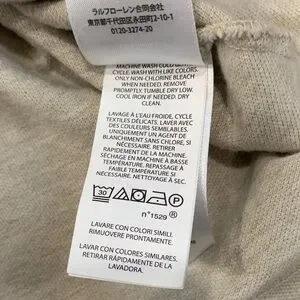 ラルフローレン合同会社
東京都千代田区永田町2-10-1
0120-3274-20
MACHINE WASH COLD
CYCLE. WASH WITH LIKE COLORS.
ONLY NON-CHLORINE BLEACH
WHEN NEEDED. REMOVE
PROMPTLY. TUMBLE DRY LOW.
COOL IRON IF NEEDED. DRY
CLEAN.
LAVAGE À L'EAU FROIDE, CYCLE
TEXTILES DÉLICATS. LAVER AVEC
DES COULEURS SEMBLABLES.
UNIQUEMENT UN AGENT DE
BLANCHIMENT SANS CHLORE, SI
NÉCESSAIRE. RETRAIT
RAPIDEMENT DE LA MACHINE.
SÉCHAGE EN MACHINE À BASSE
TEMPÉRATURE. REPASSAGE À
FAIBLE TEMPÉRATURE SI
NÉCESSAIRE. NETTOYAGE À SEC.
30 P
n°1529 ®
LAVARE CON COLORI SIMILI.
RIMUOVERE PRONTAMENTE.
LAVAR CON COLORES SIMILARES.
RETIRAR RÁPIDAMENTE DE LA
LAVADORA.